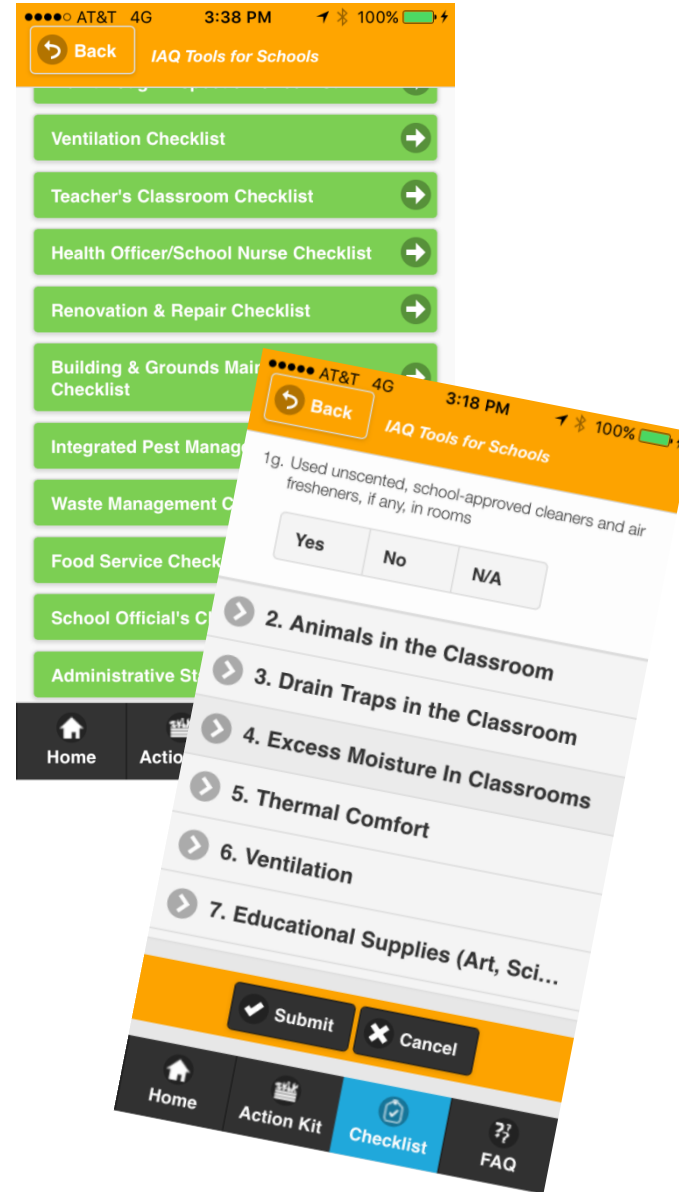 AT&T 4G 3:38 PM 100%
Back IAQ Tools for Schools
Ventilation Checklist
Teacher's Classroom Checklist
Health Officer/School Nurse Checklist
Renovation & Repair Checklist
Building & Grounds
Checklist
Integrated Pest
Waste Management
Food Service
School Official's
Administrative
Home
AT&T 4G 3:18 PM 100%
Back IAQ Tools for Schools
1g. Used unscented, school-approved cleaners and air
fresheners, if any, in rooms
Yes No N/A
2. Animals in the Classroom
3. Drain Traps in the Classroom
4. Excess Moisture In Classrooms
5. Thermal Comfort
6. Ventilation
7. Educational Supplies (Art, Sci...
Submit Cancel
Home Action Kit Checklist FAQ